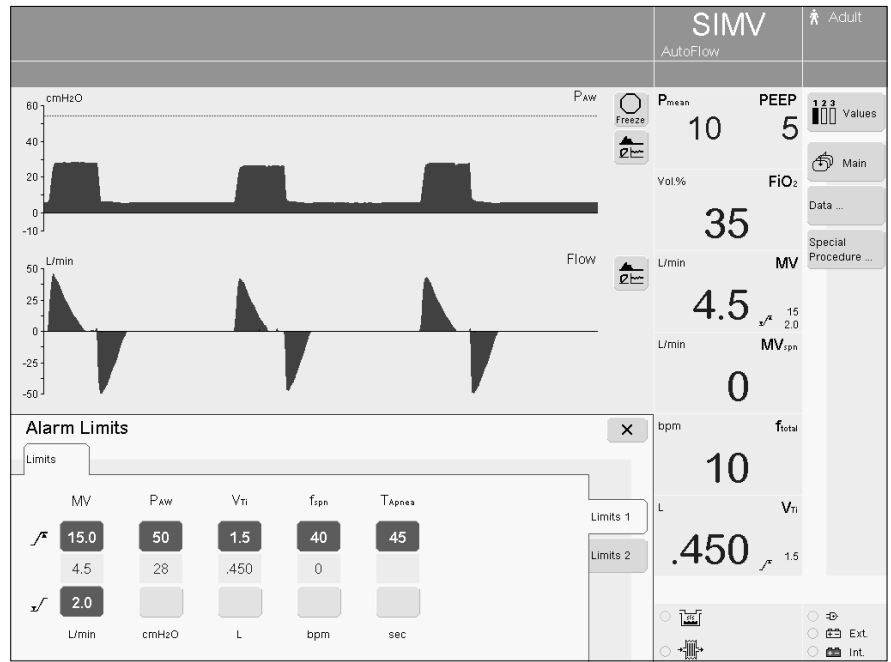 SIMV
AutoFlow
Adult
cmH2O
PAW
60
40
20
0
-10
Freeze
L/min
Flow
50
25
0
-25
-50
Pmean PEEP
10 5
Vol.% FiO2
35
L/min MV
4.5 15
2.0
L/min MVspn
0
bpm ftotal
10
L VTi
.450 1.5
1 2 3
Values
Main
Data ...
Special
Procedure ...
Ext.
Int.
Alarm Limits
Limits
MV PAW VTi fspn TApnea
15.0 50 1.5 40 45
4.5 28 .450 0
2.0
L/min cmH2O L bpm sec
Limits 1
Limits 2